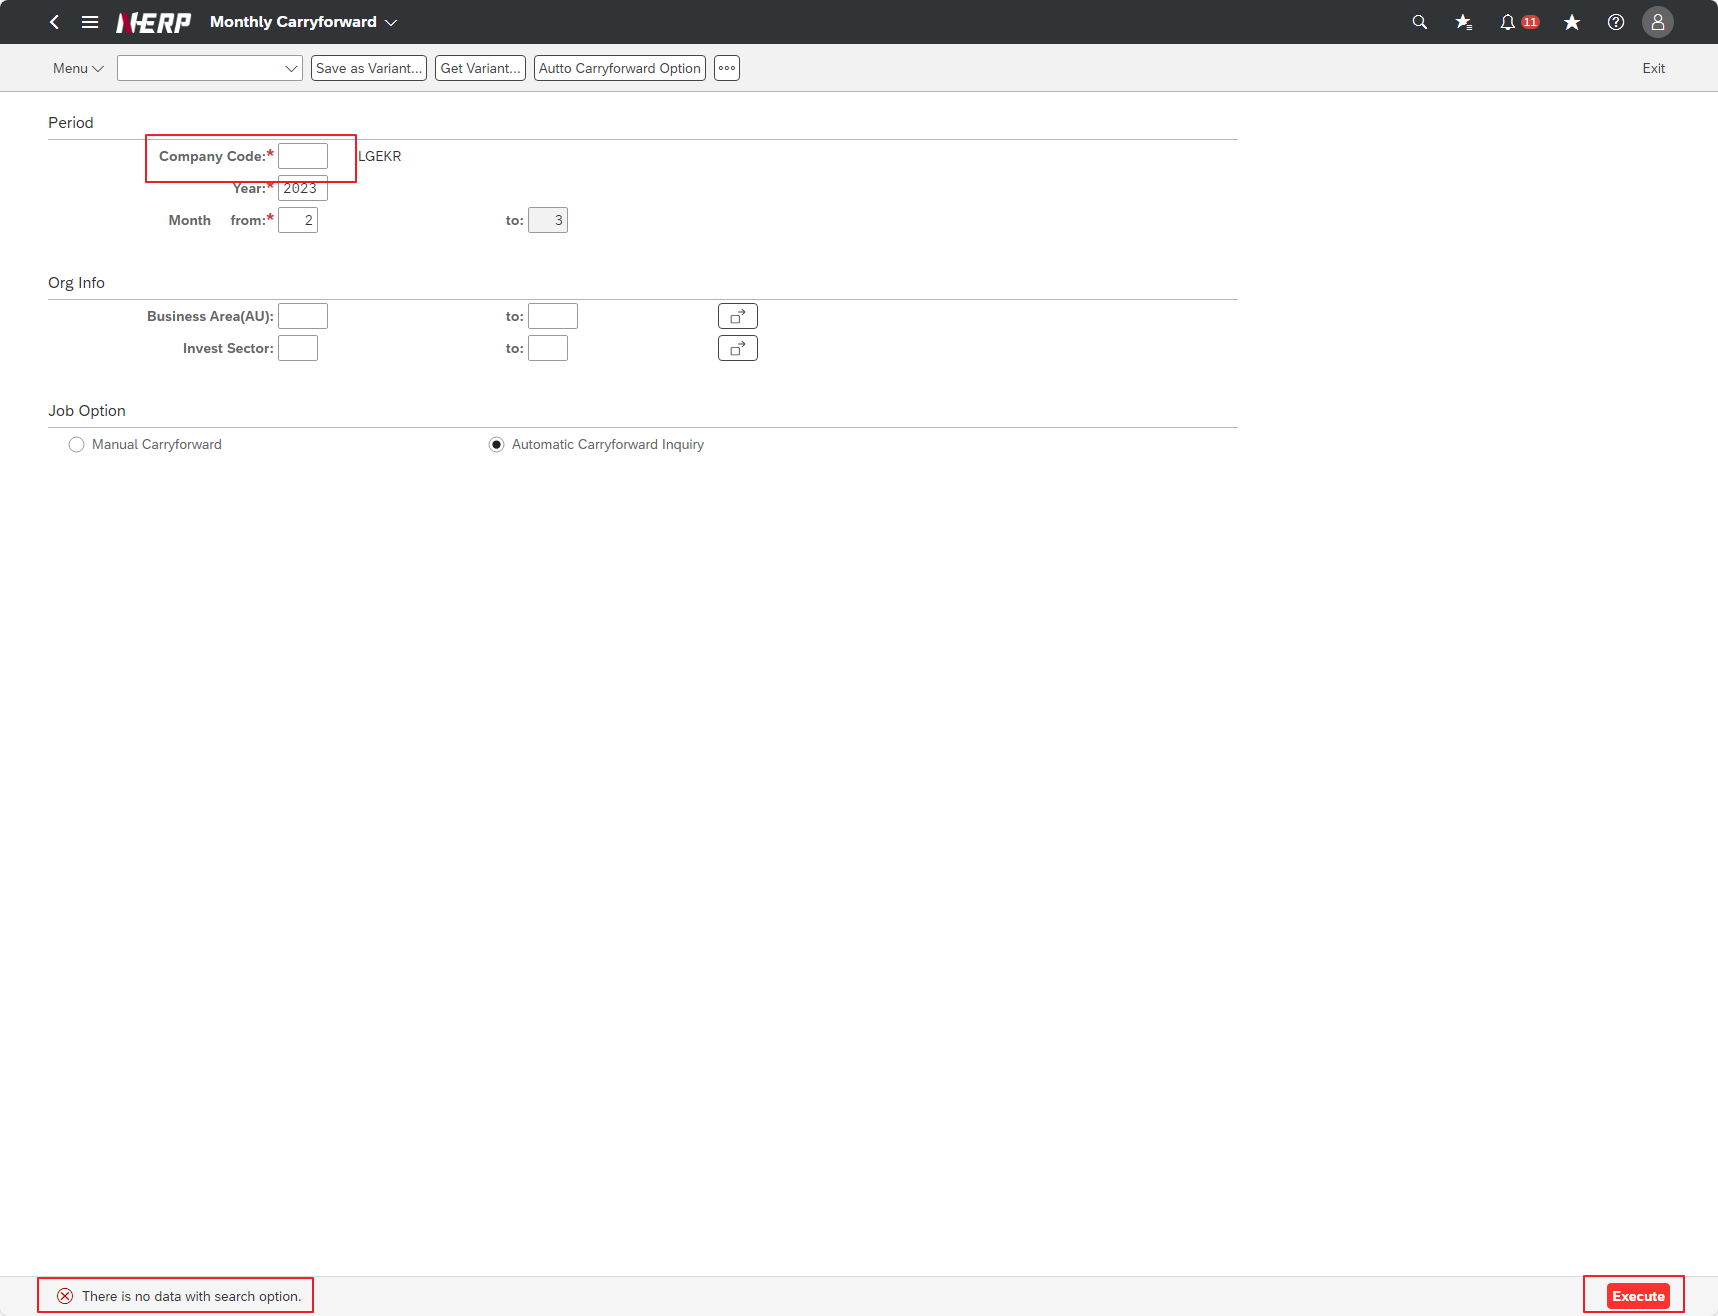 NERP Monthly Carryforward 11
Menu Save as Variant... Get Variant... Autto Carryforward Option Exit
Period
Company Code:* LGEKR
Year:* 2023
Month from:* 2 to: 3
Org Info
Business Area(AU): to:
Invest Sector: to:
Job Option
Manual Carryforward Automatic Carryforward Inquiry
There is no data with search option. Execute